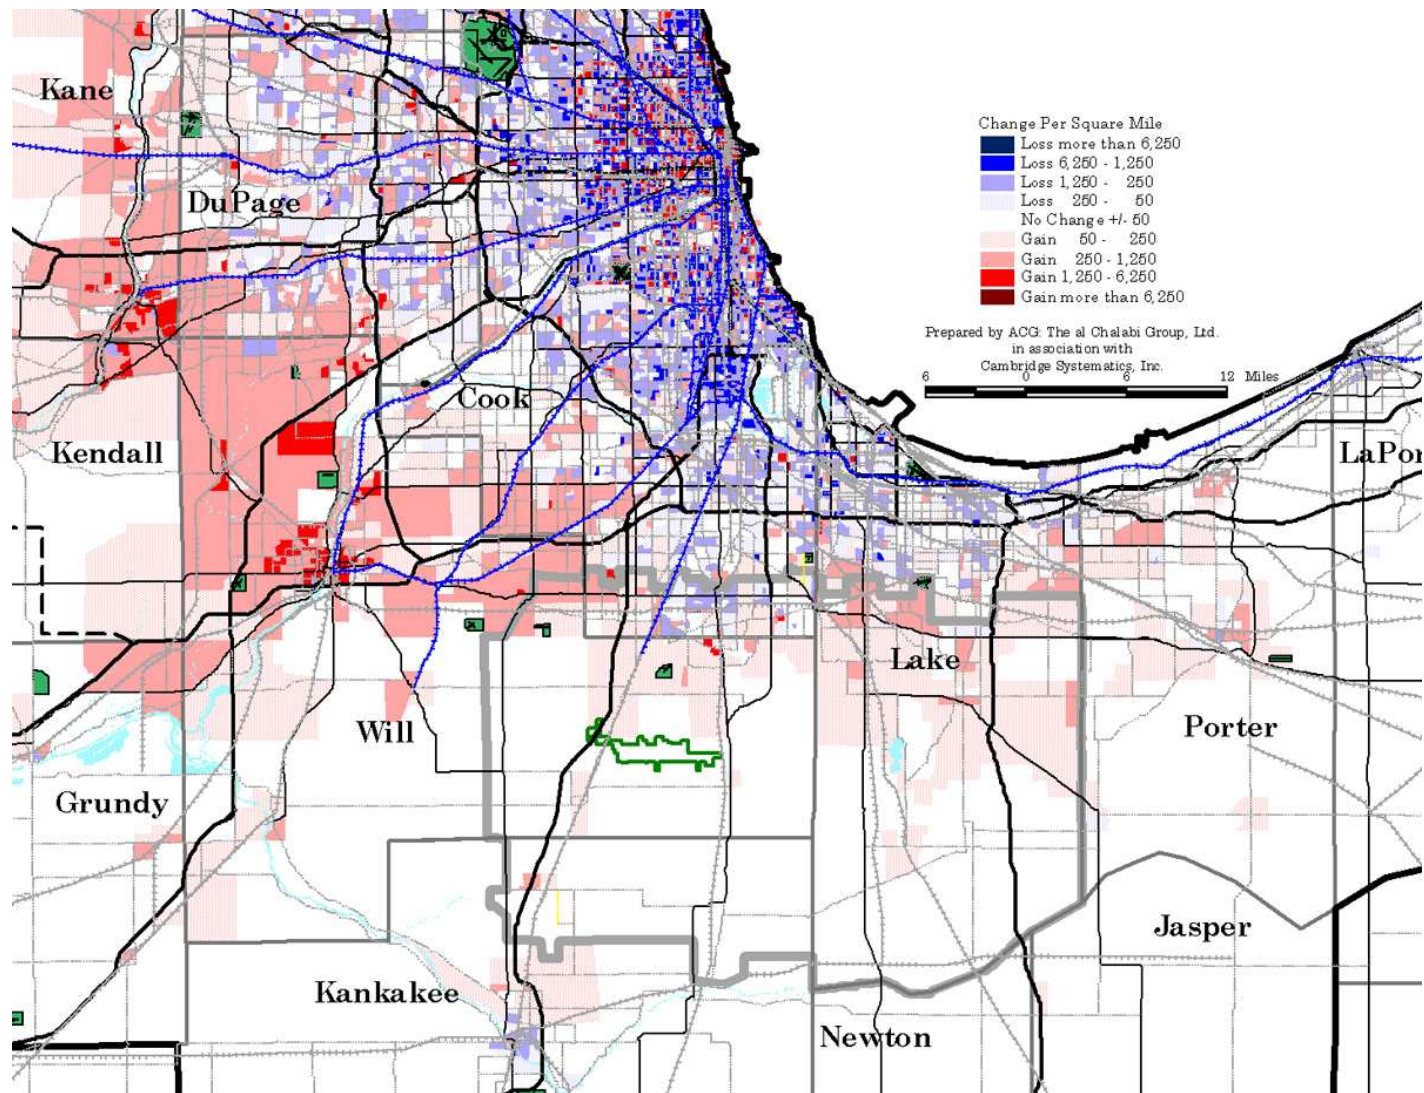 Kane
Change Per Square Mile
Loss more than 6,250
Loss 6,250 - 1,250
Loss 1,250 - 250
Loss 250 - 50
No Change +/- 50
Gain 50 - 250
Gain 250 - 1,250
Gain 1,250 - 6,250
Gain more than 6,250
DuPage
Prepared by ACG: The al Chalabi Group, Ltd.
in association with
Cambridge Systematics, Inc.
6 0 6 12 Miles
Cook
Kendall
LaPor
Lake
Will
Porter
Grundy
Jasper
Kankakee
Newton